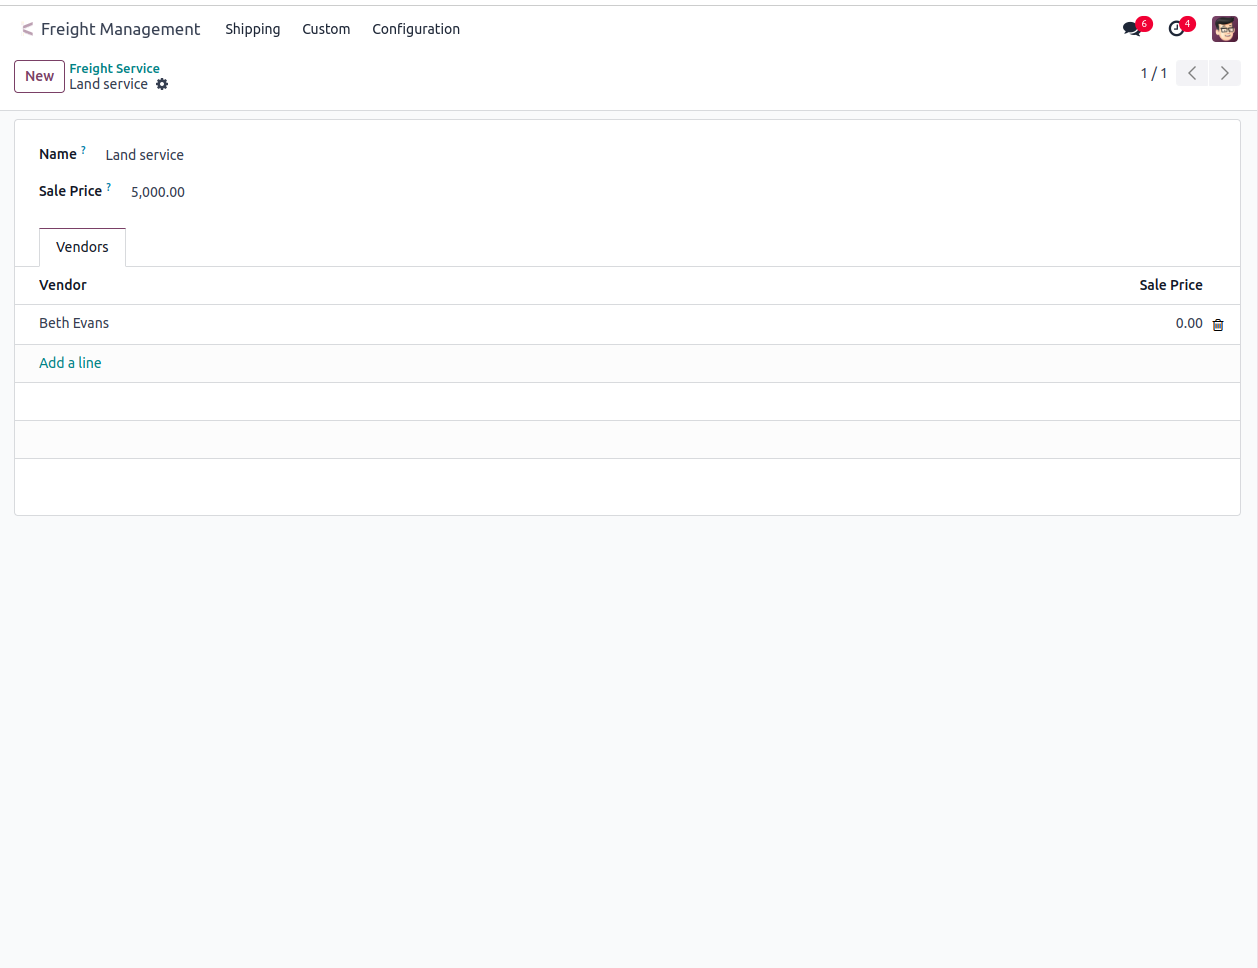 Freight Management Shipping Custom Configuration 6 4
New Freight Service
Land service 1 / 1
Name ? Land service
Sale Price ? 5,000.00
Vendors
Vendor Sale Price
Beth Evans 0.00
Add a line